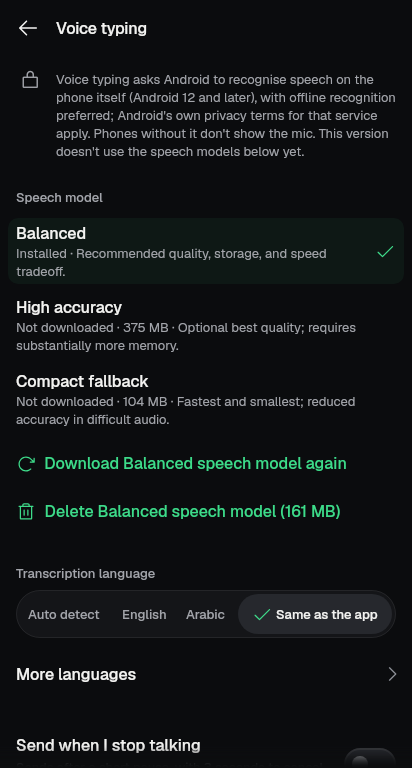 Voice typing
Voice typing asks Android to recognise speech on the
phone itself (Android 12 and later), with offline recognition
preferred; Android's own privacy terms for that service
apply. Phones without it don't show the mic. This version
doesn't use the speech models below yet.
Speech model
Balanced
Installed · Recommended quality, storage, and speed
tradeoff.
High accuracy
Not downloaded · 375 MB · Optional best quality; requires
substantially more memory.
Compact fallback
Not downloaded · 104 MB · Fastest and smallest; reduced
accuracy in difficult audio.
Download Balanced speech model again
Delete Balanced speech model (161 MB)
Transcription language
Auto detect English Arabic Same as the app
More languages
Send when I stop talking